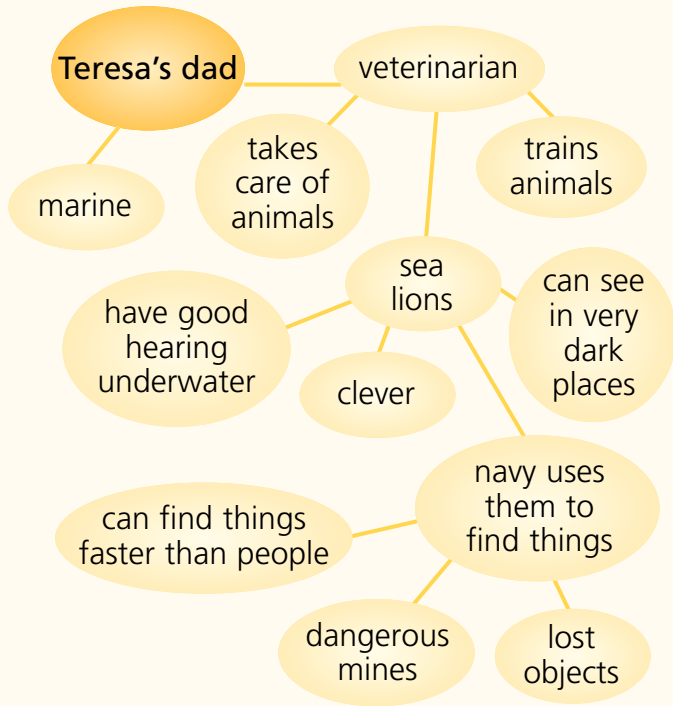 Teresa's dad
veterinarian
marine
takes
care of
animals
trains
animals
sea
lions
have good
hearing
underwater
clever
can see
in very
dark
places
navy uses
them to
find things
can find things
faster than people
dangerous
mines
lost
objects